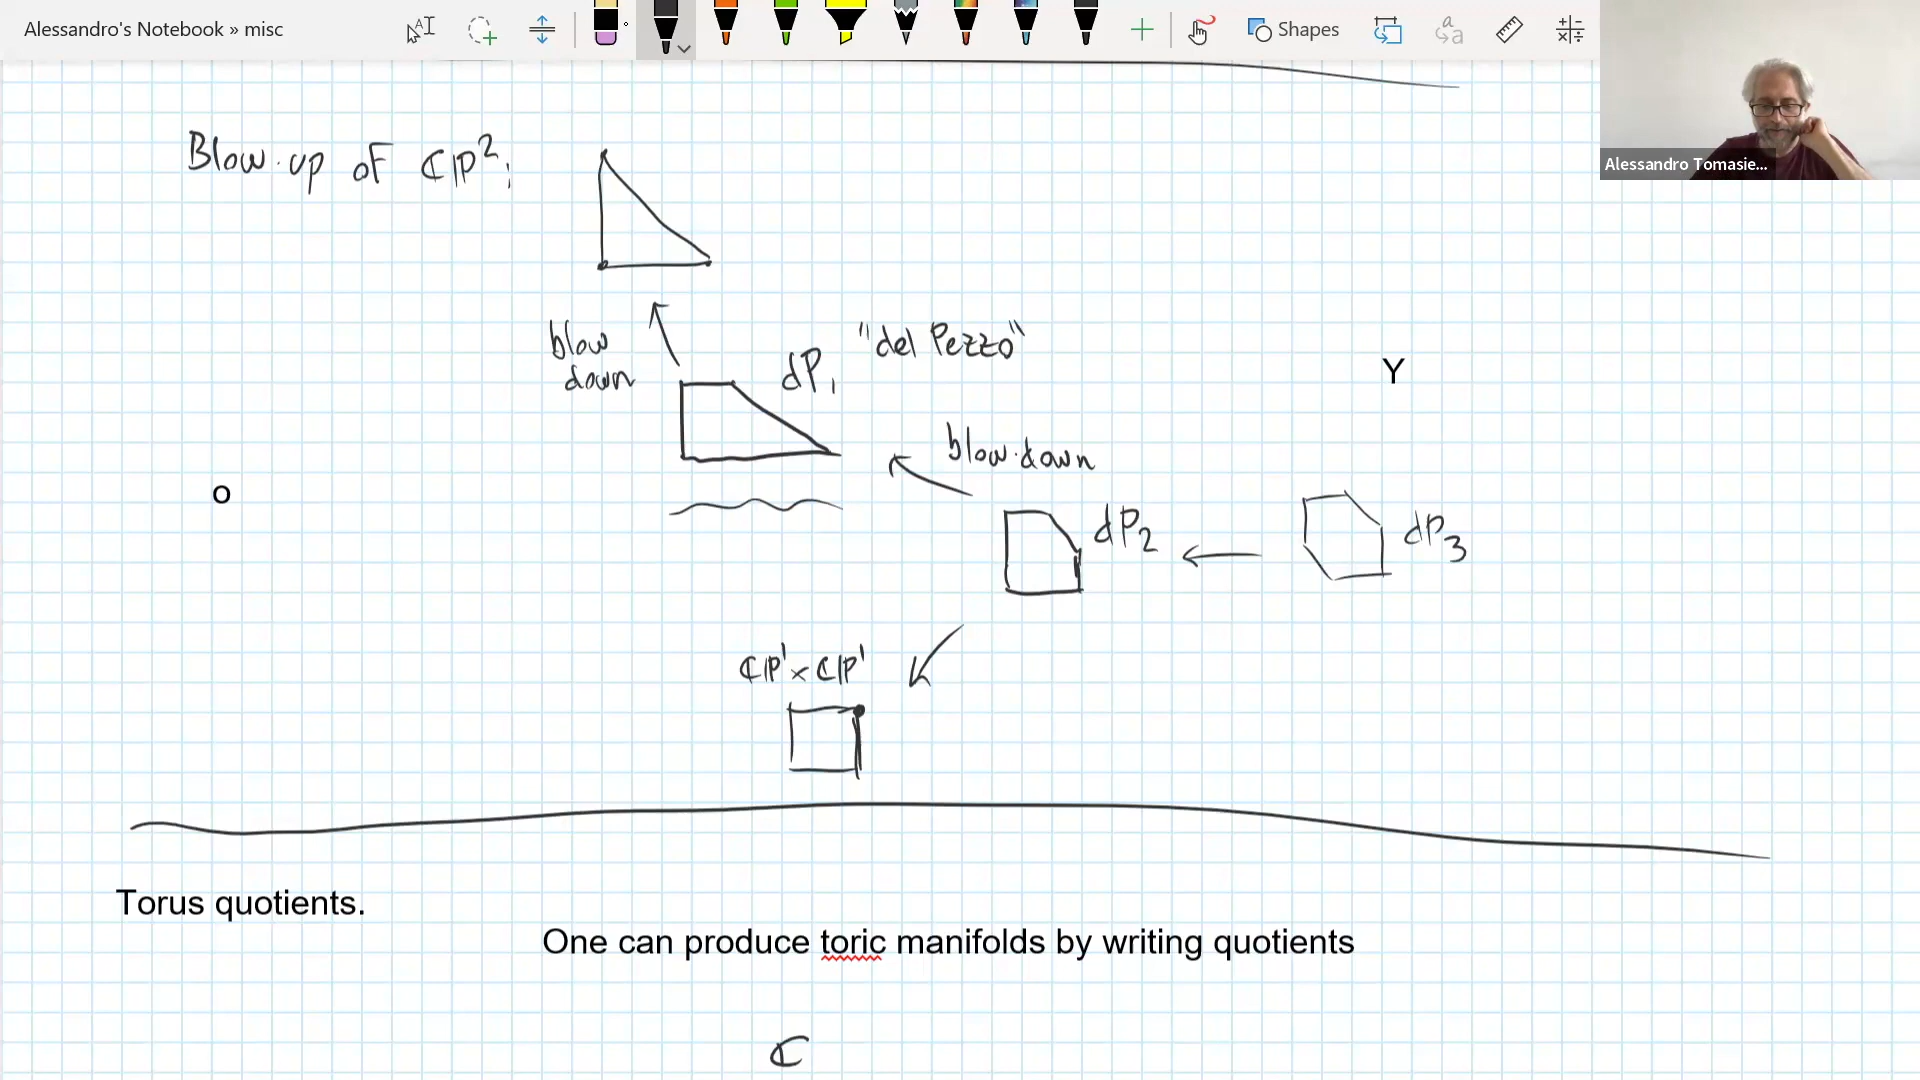 Alessandro's Notebook » misc
Shapes
Alessandro Tomasie...
Blow-up of ℂℙ²:
blow
down
dP₁
"del Pezzo"
Y
blow-down
o
dP₂
dP₃
ℂℙ¹×ℂℙ¹
Torus quotients.
One can produce toric manifolds by writing quotients
ℂ